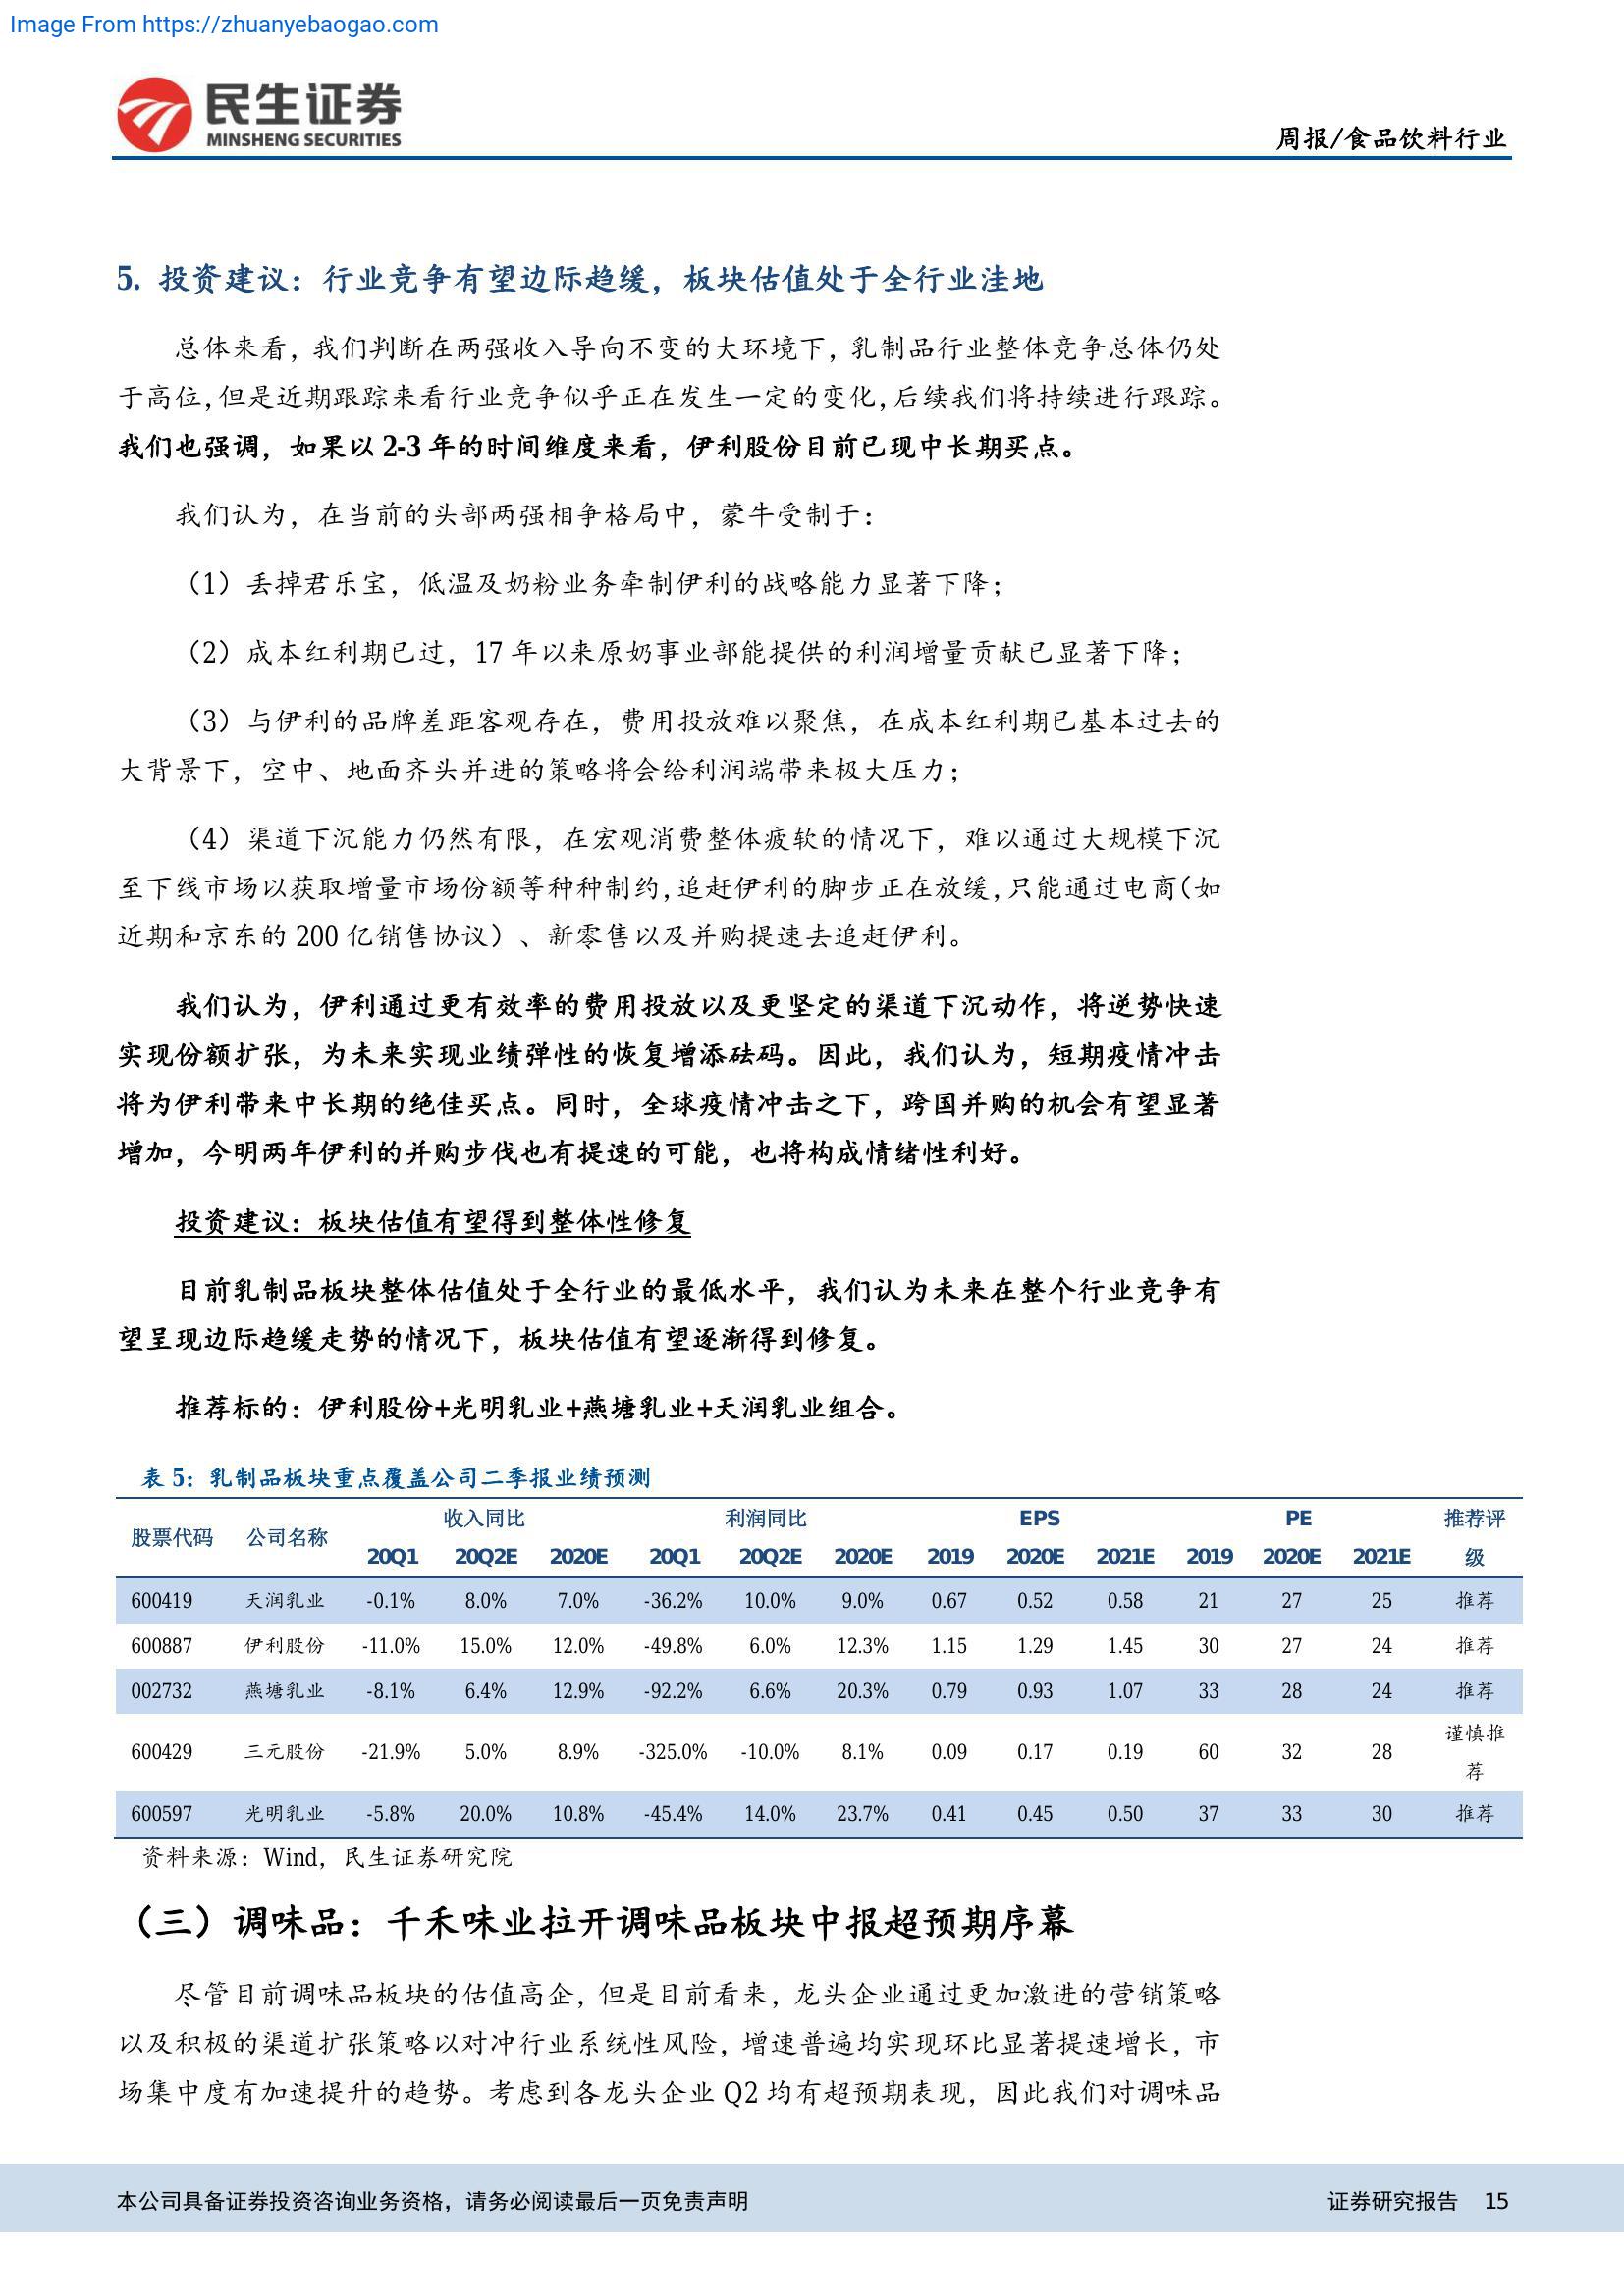 Image From https://zhuanyebaogao.com
民生证券
MINSHENG SECURITIES
周报/食品饮料行业
5. 投资建议：行业竞争有望边际趋缓，板块估值处于全行业洼地
总体来看，我们判断在两强收入导向不变的大环境下，乳制品行业整体竞争总体仍处
于高位，但是近期跟踪来看行业竞争似乎正在发生一定的变化，后续我们将持续进行跟踪。
我们也强调，如果以 2-3 年的时间维度来看，伊利股份目前已现中长期买点。
我们认为，在当前的头部两强相争格局中，蒙牛受制于：
（1）丢掉君乐宝，低温及奶粉业务牵制伊利的战略能力显著下降；
（2）成本红利期已过，17 年以来原奶事业部能提供的利润增量贡献已显著下降；
（3）与伊利的品牌差距客观存在，费用投放难以聚焦，在成本红利期已基本过去的
大背景下，空中、地面齐头并进的策略将会给利润端带来极大压力；
（4）渠道下沉能力仍然有限，在宏观消费整体疲软的情况下，难以通过大规模下沉
至下线市场以获取增量市场份额等种种制约，追赶伊利的脚步正在放缓，只能通过电商（如
近期和京东的 200 亿销售协议）、新零售以及并购提速去追赶伊利。
我们认为，伊利通过更有效率的费用投放以及更坚定的渠道下沉动作，将逆势快速
实现份额扩张，为未来实现业绩弹性的恢复增添砝码。因此，我们认为，短期疫情冲击
将为伊利带来中长期的绝佳买点。同时，全球疫情冲击之下，跨国并购的机会有望显著
增加，今明两年伊利的并购步伐也有提速的可能，也将构成情绪性利好。
投资建议：板块估值有望得到整体性修复
目前乳制品板块整体估值处于全行业的最低水平，我们认为未来在整个行业竞争有
望呈现边际趋缓走势的情况下，板块估值有望逐渐得到修复。
推荐标的：伊利股份+光明乳业+燕塘乳业+天润乳业组合。
表 5：乳制品板块重点覆盖公司二季报业绩预测
股票代码 公司名称 收入同比 利润同比 EPS PE 推荐评级
20Q1 20Q2E 2020E 20Q1 20Q2E 2020E 2019 2020E 2021E 2019 2020E 2021E
600419 天润乳业 -0.1% 8.0% 7.0% -36.2% 10.0% 9.0% 0.67 0.52 0.58 21 27 25 推荐
600887 伊利股份 -11.0% 15.0% 12.0% -49.8% 6.0% 12.3% 1.15 1.29 1.45 30 27 24 推荐
002732 燕塘乳业 -8.1% 6.4% 12.9% -92.2% 6.6% 20.3% 0.79 0.93 1.07 33 28 24 推荐
600429 三元股份 -21.9% 5.0% 8.9% -325.0% -10.0% 8.1% 0.09 0.17 0.19 60 32 28 谨慎推荐
600597 光明乳业 -5.8% 20.0% 10.8% -45.4% 14.0% 23.7% 0.41 0.45 0.50 37 33 30 推荐
资料来源：Wind，民生证券研究院
（三）调味品：千禾味业拉开调味品板块中报超预期序幕
尽管目前调味品板块的估值高企，但是目前看来，龙头企业通过更加激进的营销策略
以及积极的渠道扩张策略以对冲行业系统性风险，增速普遍均实现环比显著提速增长，市
场集中度有加速提升的趋势。考虑到各龙头企业 Q2 均有超预期表现，因此我们对调味品
本公司具备证券投资咨询业务资格，请务必阅读最后一页免责声明
证券研究报告 15